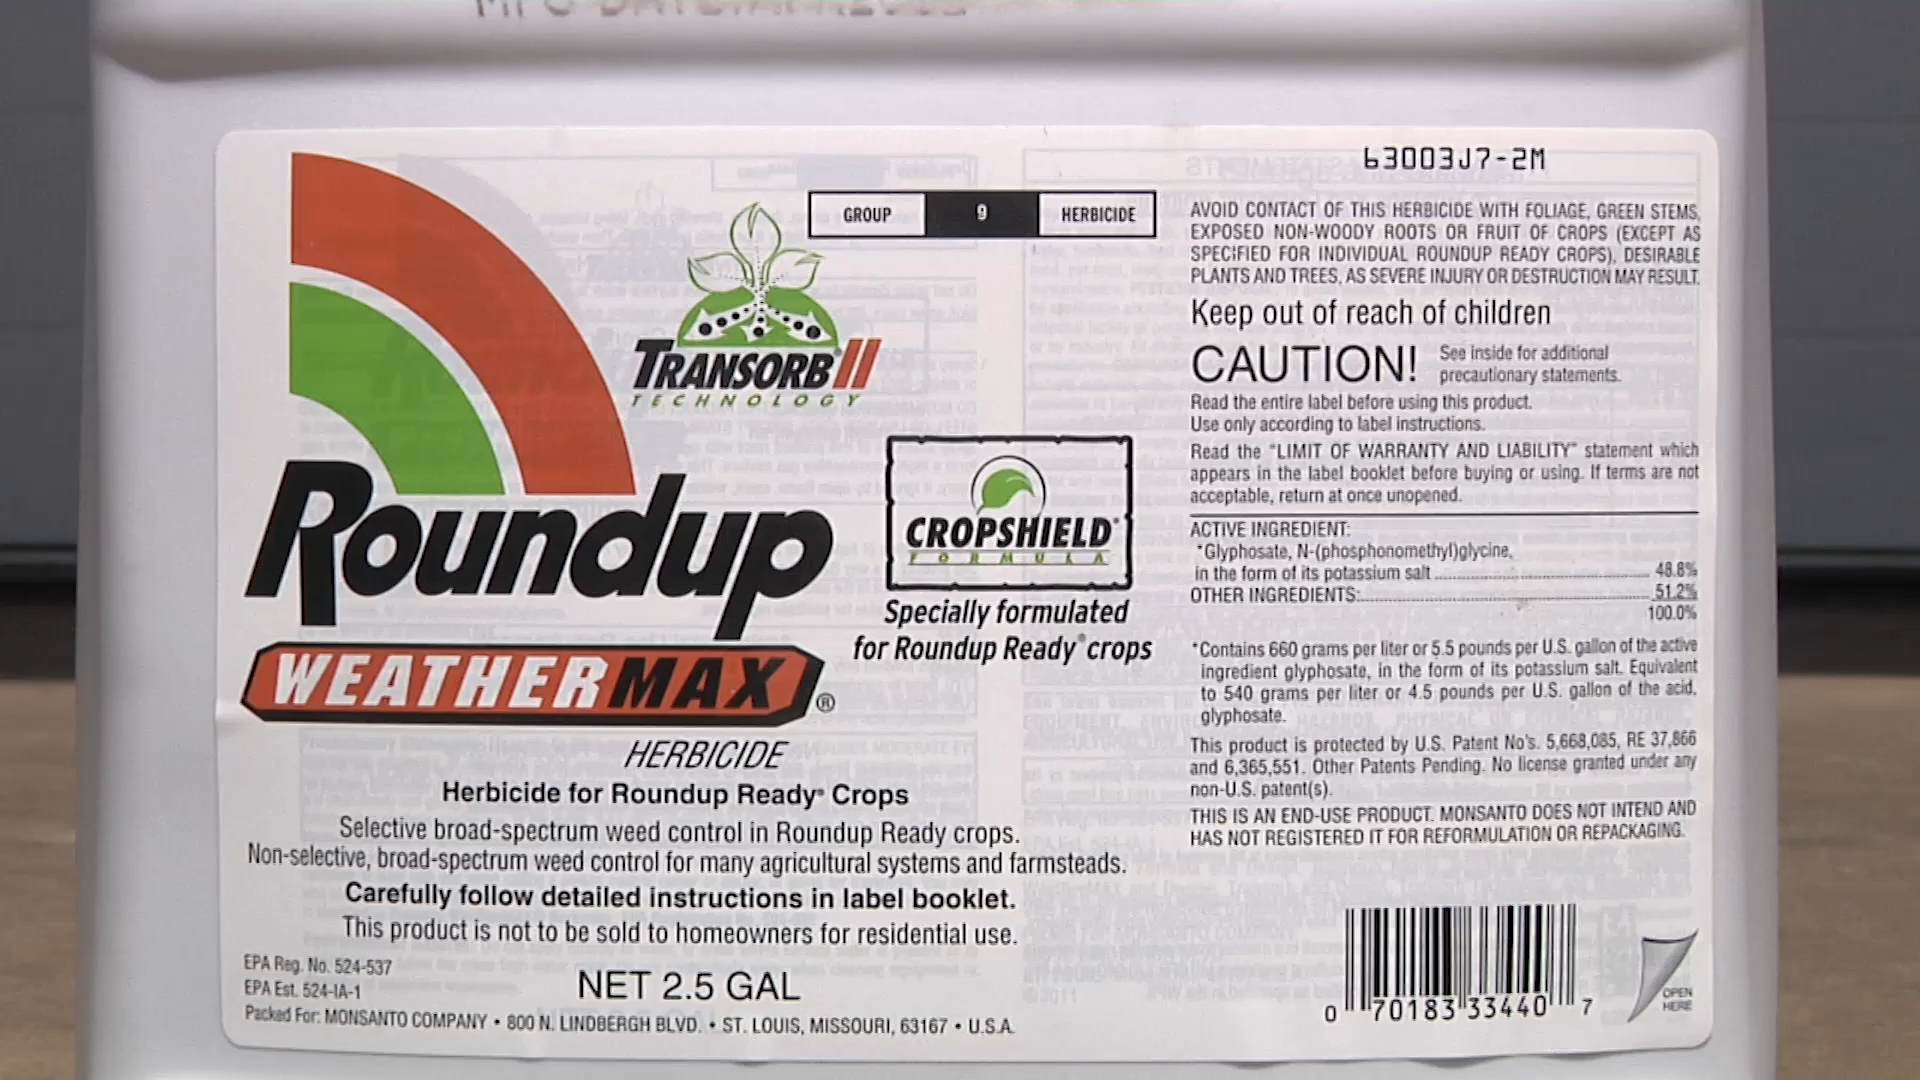 63003J7-2M
GROUP 9 HERBICIDE
TRANSORB® II
TECHNOLOGY
CROPSHIELD®
FORMULA
Specially formulated
for Roundup Ready® crops
Roundup
WEATHERMAX®
HERBICIDE
Herbicide for Roundup Ready® Crops
Selective broad-spectrum weed control in Roundup Ready crops.
Non-selective, broad-spectrum weed control for many agricultural systems and farmsteads.
Carefully follow detailed instructions in label booklet.
This product is not to be sold to homeowners for residential use.
EPA Reg. No. 524-537
EPA Est. 524-IA-1
NET 2.5 GAL
Packed For: MONSANTO COMPANY • 800 N. LINDBERGH BLVD. • ST. LOUIS, MISSOURI, 63167 • U.S.A.
AVOID CONTACT OF THIS HERBICIDE WITH FOLIAGE, GREEN STEMS,
EXPOSED NON-WOODY ROOTS OR FRUIT OF CROPS (EXCEPT AS
SPECIFIED FOR INDIVIDUAL ROUNDUP READY CROPS), DESIRABLE
PLANTS AND TREES, AS SEVERE INJURY OR DESTRUCTION MAY RESULT.
Keep out of reach of children
CAUTION! See inside for additional
precautionary statements.
Read the entire label before using this product.
Use only according to label instructions.
Read the "LIMIT OF WARRANTY AND LIABILITY" statement which
appears in the label booklet before buying or using. If terms are not
acceptable, return at once unopened.
ACTIVE INGREDIENT:
*Glyphosate, N-(phosphonomethyl)glycine,
in the form of its potassium salt 48.8%
OTHER INGREDIENTS: 51.2%
100.0%
*Contains 660 grams per liter or 5.5 pounds per U.S. gallon of the active
ingredient glyphosate, in the form of its potassium salt. Equivalent
to 540 grams per liter or 4.5 pounds per U.S. gallon of the acid,
glyphosate.
This product is protected by U.S. Patent No's. 5,668,085, RE 37,866
and 6,365,551. Other Patents Pending. No license granted under any
non-U.S. patent(s).
THIS IS AN END-USE PRODUCT. MONSANTO DOES NOT INTEND AND
HAS NOT REGISTERED IT FOR REFORMULATION OR REPACKAGING.
0 70183 33440 7
OPEN
HERE